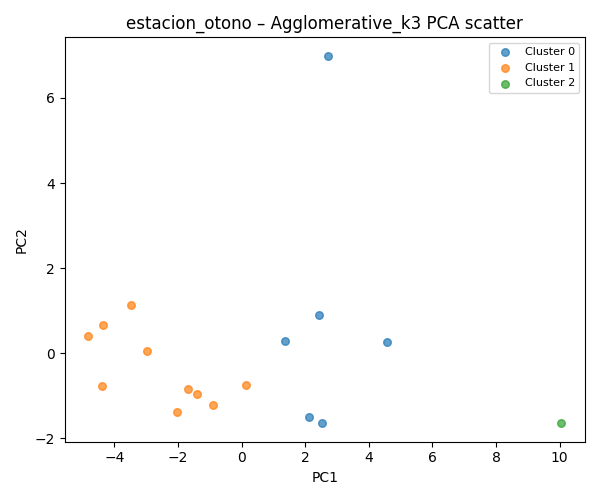 estacion_otono – Agglomerative_k3 PCA scatter
Cluster 0
Cluster 1
Cluster 2
PC2
6
4
2
0
−2
−4
−2
0
2
4
6
8
10
PC1